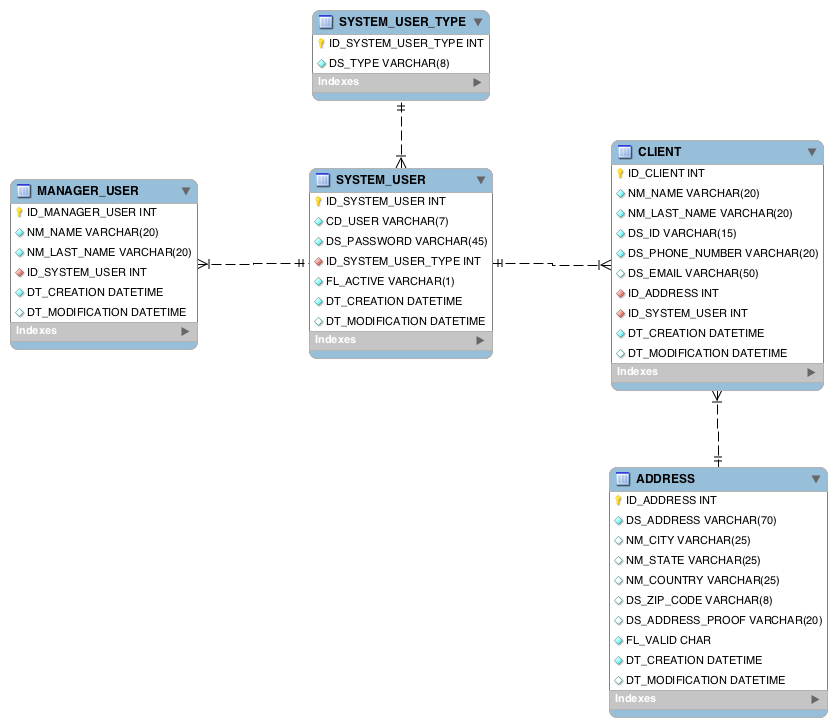 SYSTEM_USER_TYPE
ID_SYSTEM_USER_TYPE INT
DS_TYPE VARCHAR(8)
Indexes
MANAGER_USER
ID_MANAGER_USER INT
NM_NAME VARCHAR(20)
NM_LAST_NAME VARCHAR(20)
ID_SYSTEM_USER INT
DT_CREATION DATETIME
DT_MODIFICATION DATETIME
Indexes
SYSTEM_USER
ID_SYSTEM_USER INT
CD_USER VARCHAR(7)
DS_PASSWORD VARCHAR(45)
ID_SYSTEM_USER_TYPE INT
FL_ACTIVE VARCHAR(1)
DT_CREATION DATETIME
DT_MODIFICATION DATETIME
Indexes
CLIENT
ID_CLIENT INT
NM_NAME VARCHAR(20)
NM_LAST_NAME VARCHAR(20)
DS_ID VARCHAR(15)
DS_PHONE_NUMBER VARCHAR(20)
DS_EMAIL VARCHAR(50)
ID_ADDRESS INT
ID_SYSTEM_USER INT
DT_CREATION DATETIME
DT_MODIFICATION DATETIME
Indexes
ADDRESS
ID_ADDRESS INT
DS_ADDRESS VARCHAR(70)
NM_CITY VARCHAR(25)
NM_STATE VARCHAR(25)
NM_COUNTRY VARCHAR(25)
DS_ZIP_CODE VARCHAR(8)
DS_ADDRESS_PROOF VARCHAR(20)
FL_VALID CHAR
DT_CREATION DATETIME
DT_MODIFICATION DATETIME
Indexes